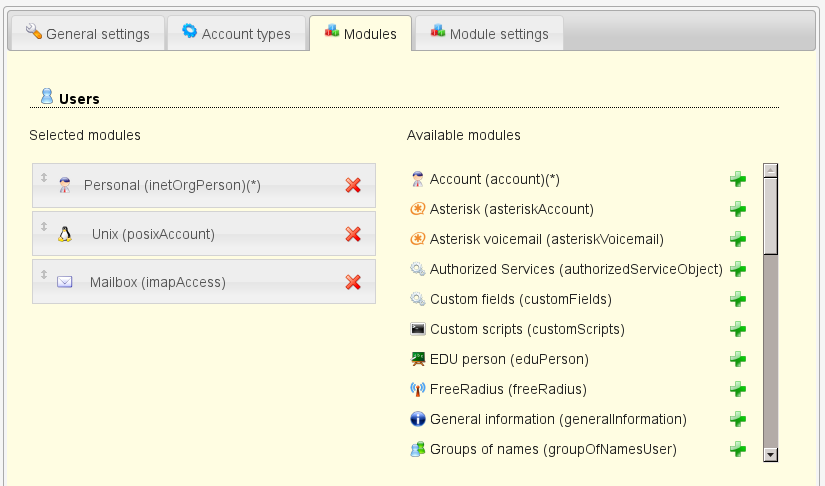 General settings
Account types
Modules
Module settings
Users
Selected modules
Available modules
Personal (inetOrgPerson)(*)
Unix (posixAccount)
Mailbox (imapAccess)
Account (account)(*)
Asterisk (asteriskAccount)
Asterisk voicemail (asteriskVoicemail)
Authorized Services (authorizedServiceObject)
Custom fields (customFields)
Custom scripts (customScripts)
EDU person (eduPerson)
FreeRadius (freeRadius)
General information (generalInformation)
Groups of names (groupOfNamesUser)